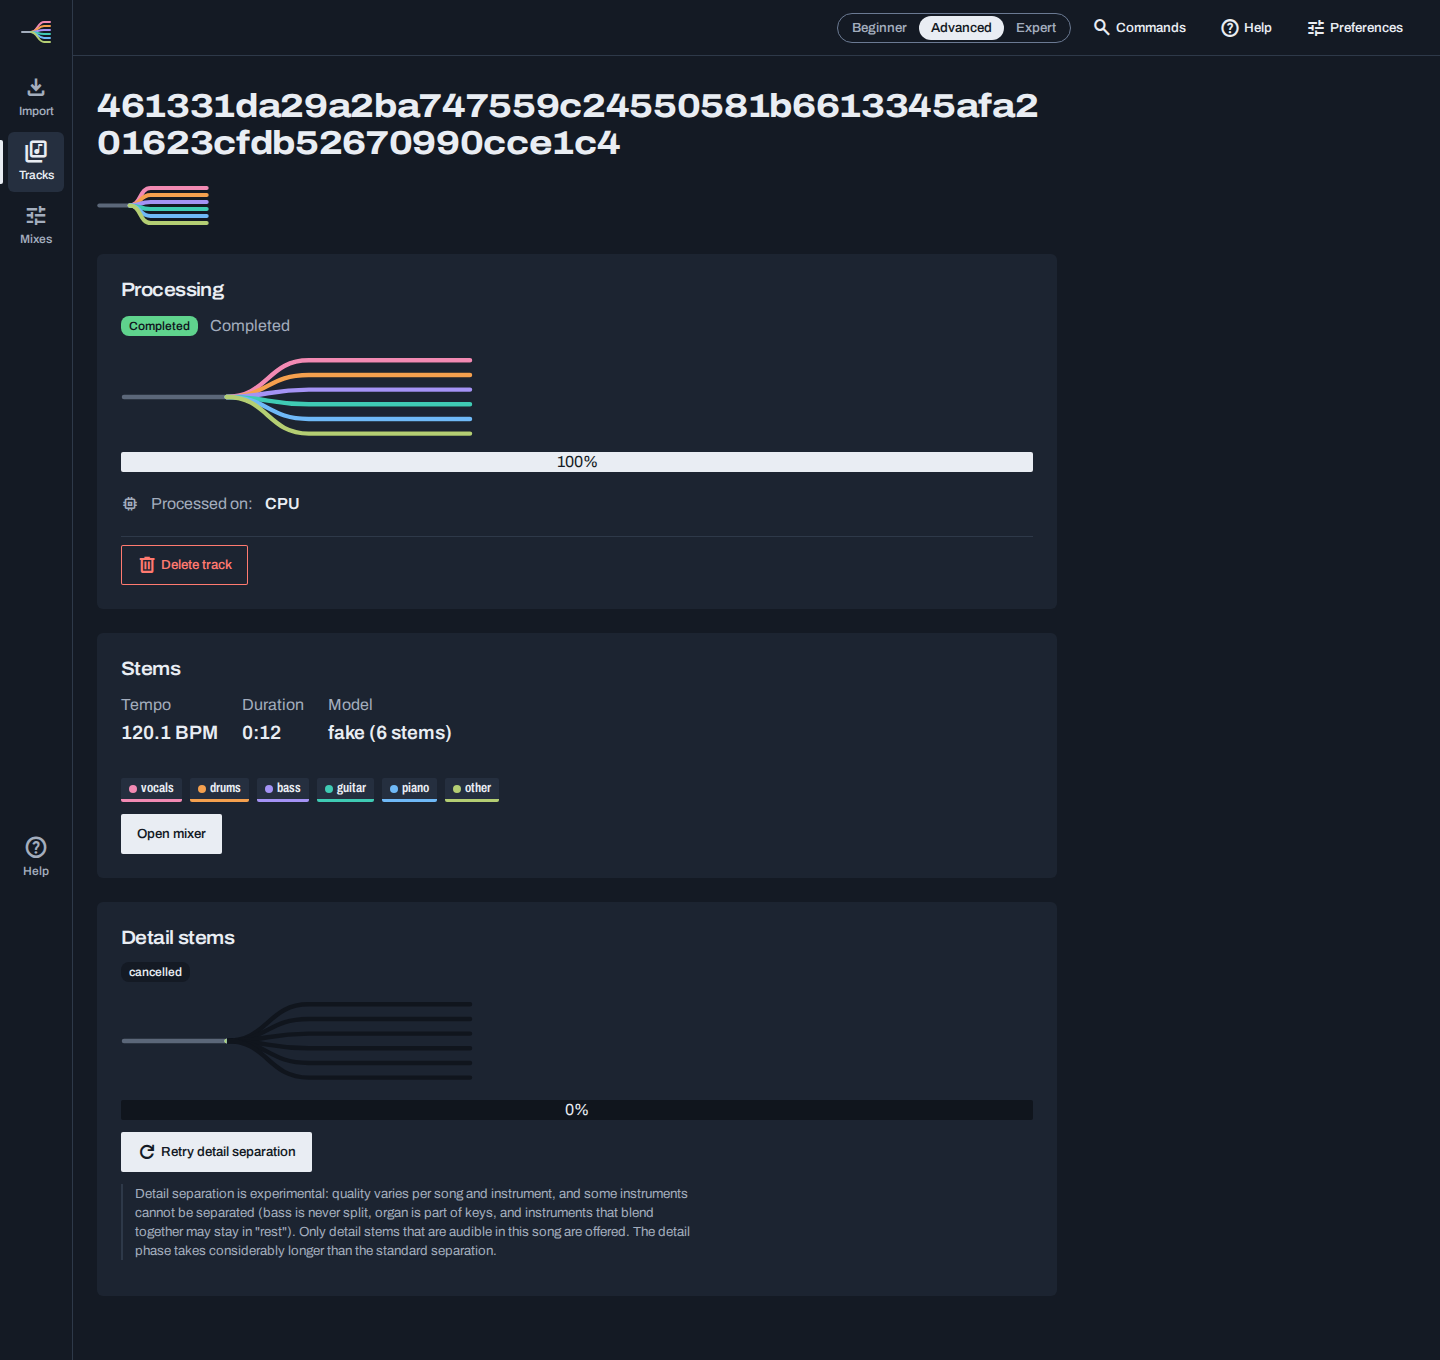 Beginner Advanced Expert Commands Help Preferences
Import
Tracks
Mixes
Help
461331da29a2ba747559c24550581b6613345afa2
01623cfdb52670990cce1c4
Processing
Completed Completed
100%
Processed on: CPU
Delete track
Stems
Tempo Duration Model
120.1 BPM 0:12 fake (6 stems)
vocals drums bass guitar piano other
Open mixer
Detail stems
cancelled
0%
Retry detail separation
Detail separation is experimental: quality varies per song and instrument, and some instruments
cannot be separated (bass is never split, organ is part of keys, and instruments that blend
together may stay in "rest"). Only detail stems that are audible in this song are offered. The detail
phase takes considerably longer than the standard separation.